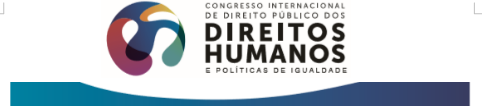 CONGRESSO INTERNACIONAL
DE DIREITO PÚBLICO DOS
DIREITOS
HUMANOS
E POLÍTICAS DE IGUALDADE